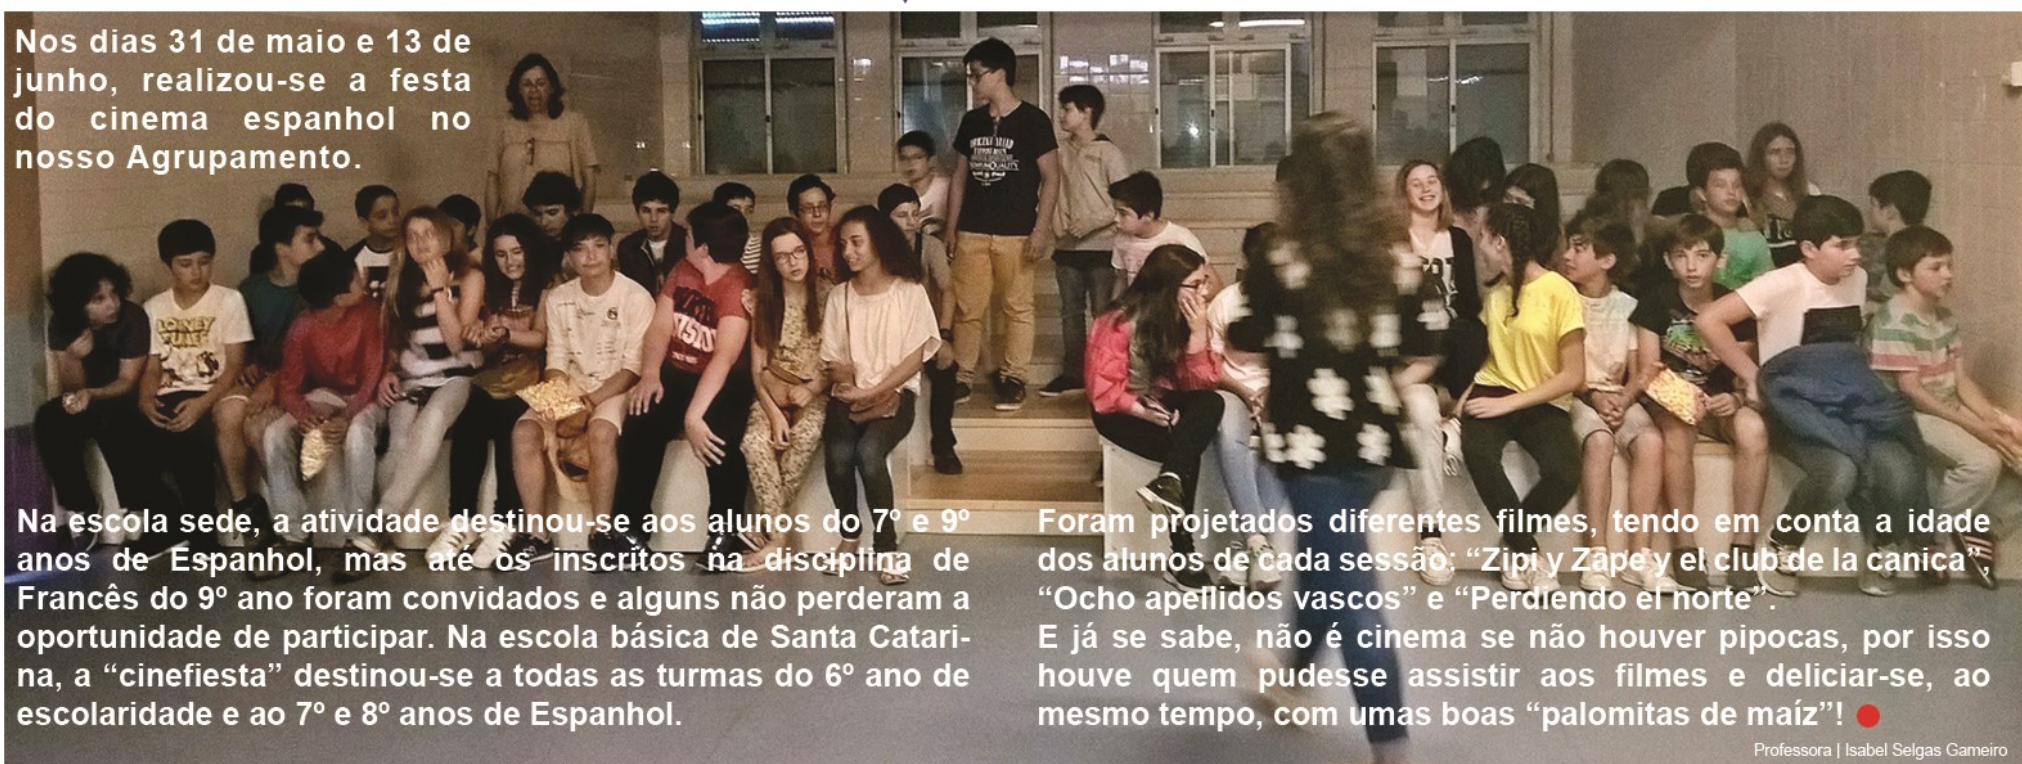 Nos dias 31 de maio e 13 de
junho, realizou-se a festa
do cinema espanhol no
nosso Agrupamento.
LOONEY
TUNES
Na escola sede, a atividade destinou-se aos alunos do 7º e 9º
anos de Espanhol, mas até os inscritos na disciplina de
Francês do 9º ano foram convidados e alguns não perderam a
oportunidade de participar. Na escola básica de Santa Catari-
na, a “cinefiesta” destinou-se a todas as turmas do 6º ano de
escolaridade e ao 7º e 8º anos de Espanhol.
Foram projetados diferentes filmes, tendo em conta a idade
dos alunos de cada sessão: “Zipi y Zape y el club de la canica”,
“Ocho apellidos vascos” e “Perdiendo el norte”.
E já se sabe, não é cinema se não houver pipocas, por isso
houve quem pudesse assistir aos filmes e deliciar-se, ao
mesmo tempo, com umas boas “palomitas de maíz”!
Professora | Isabel Selgas Gameiro